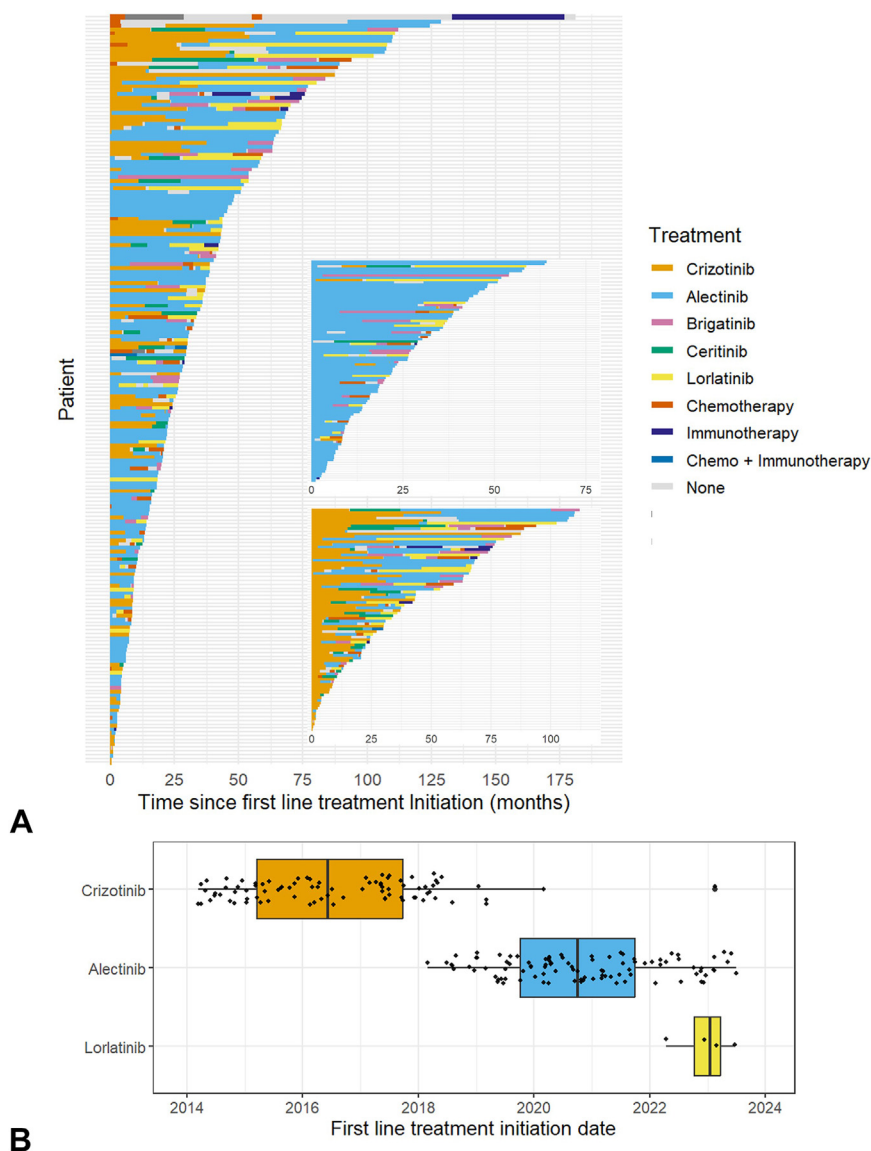 Treatment
Crizotinib
Alectinib
Brigatinib
Ceritinib
Lorlatinib
Chemotherapy
Immunotherapy
Chemo + Immunotherapy
None
Patient
0 25 50 75
0 25 50 75 100
0 25 50 75 100 125 150 175
Time since first line treatment Initiation (months)
A
Crizotinib
Alectinib
Lorlatinib
2014 2016 2018 2020 2022 2024
First line treatment initiation date
B